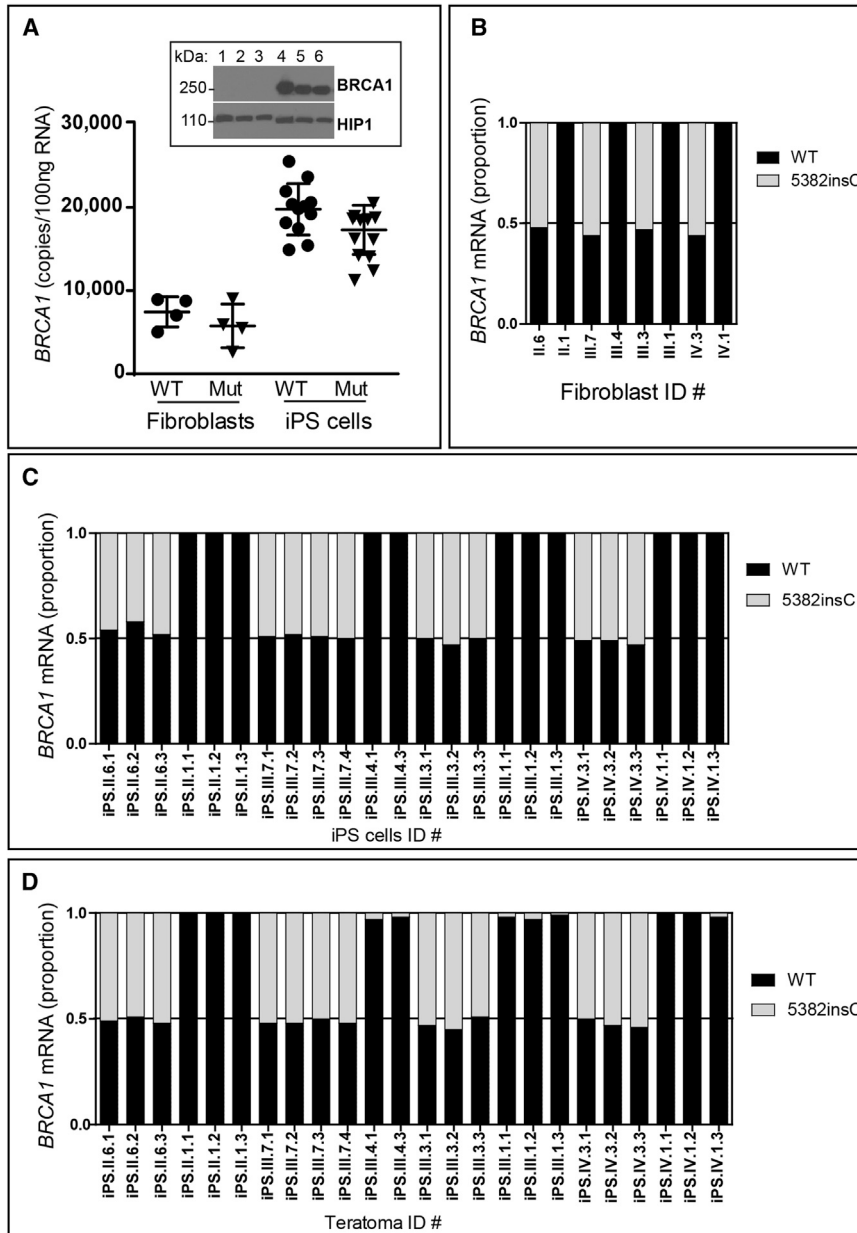 A
kDa: 1 2 3 4 5 6
250
BRCA1
110
HIP1
BRCA1 (copies/100ng RNA)
30,000
20,000
10,000
0
WT Mut WT Mut
Fibroblasts iPS cells
B
BRCA1 mRNA (proportion)
1.0
0.5
0.0
WT
5382insC
II.6 II.1 III.7 III.4 III.3 III.1 IV.3 IV.1
Fibroblast ID #
C
BRCA1 mRNA (proportion)
1.0
0.5
0.0
WT
5382insC
iPS.II.6.1 iPS.II.6.2 iPS.II.6.3 iPS.II.1.1 iPS.II.1.2 iPS.II.1.3 iPS.III.7.1 iPS.III.7.2 iPS.III.7.3 iPS.III.7.4 iPS.III.4.1 iPS.III.4.3 iPS.III.3.1 iPS.III.3.2 iPS.III.3.3 iPS.III.1.1 iPS.III.1.2 iPS.III.1.3 iPS.IV.3.1 iPS.IV.3.2 iPS.IV.3.3 iPS.IV.1.1 iPS.IV.1.2 iPS.IV.1.3
iPS cells ID #
D
BRCA1 mRNA (proportion)
1.0
0.5
0.0
WT
5382insC
iPS.II.6.1 iPS.II.6.2 iPS.II.6.3 iPS.II.1.1 iPS.II.1.2 iPS.II.1.3 iPS.III.7.1 iPS.III.7.2 iPS.III.7.3 iPS.III.7.4 iPS.III.4.1 iPS.III.4.3 iPS.III.3.1 iPS.III.3.2 iPS.III.3.3 iPS.III.1.1 iPS.III.1.2 iPS.III.1.3 iPS.IV.3.1 iPS.IV.3.2 iPS.IV.3.3 iPS.IV.1.1 iPS.IV.1.2 iPS.IV.1.3
Teratoma ID #